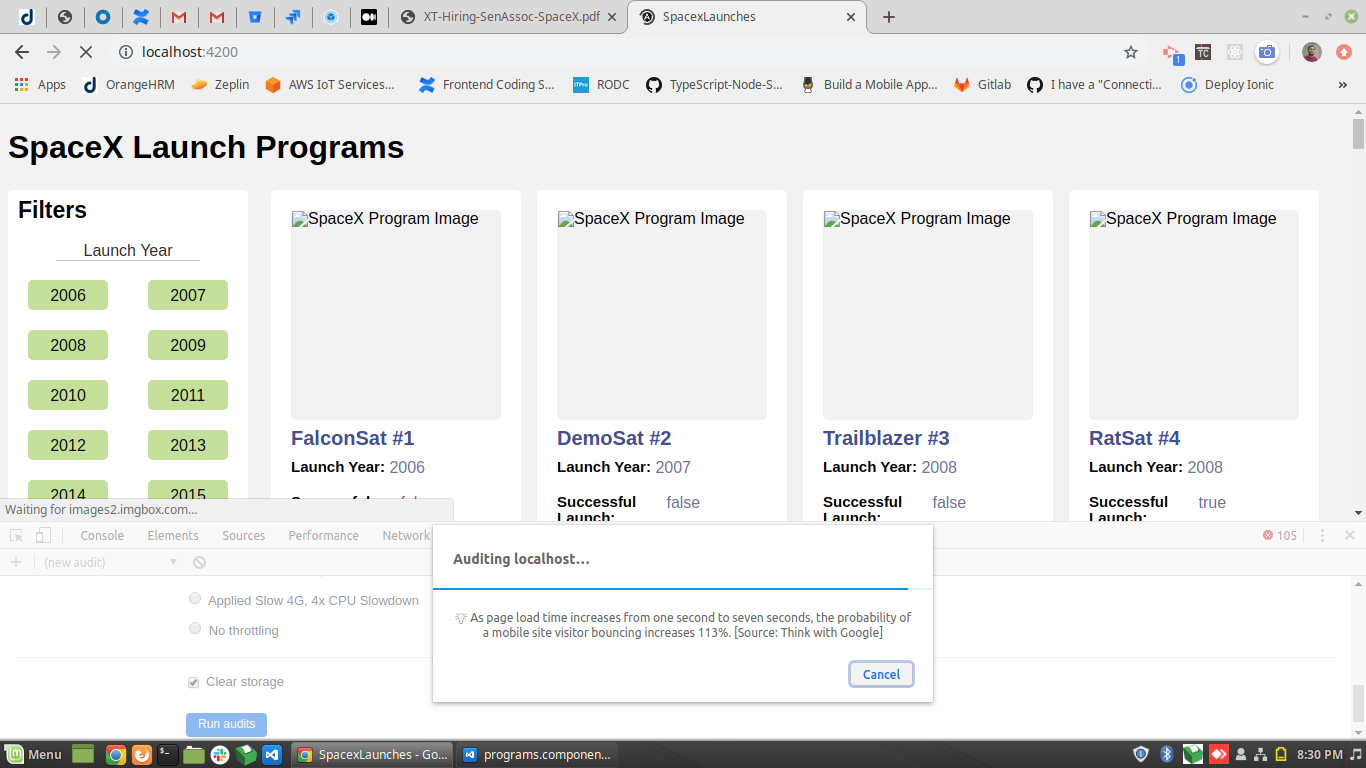 XT-Hiring-SenAssoc-SpaceX.pdf
SpacexLaunches
localhost:4200
1
TC
Apps
OrangeHRM
Zeplin
AWS IoT Services...
Frontend Coding S...
RODC
TypeScript-Node-S...
Build a Mobile App...
Gitlab
I have a "Connecti...
Deploy Ionic
»
SpaceX Launch Programs
Filters
Launch Year
2006 2007
2008 2009
2010 2011
2012 2013
2014 2015
SpaceX Program Image
FalconSat #1
Launch Year: 2006
SpaceX Program Image
DemoSat #2
Launch Year: 2007
Successful false
Launch:
SpaceX Program Image
Trailblazer #3
Launch Year: 2008
Successful false
Launch:
SpaceX Program Image
RatSat #4
Launch Year: 2008
Successful true
Launch:
Waiting for images2.imgbox.com...
Console Elements Sources Performance Network
105
(new audit)
Applied Slow 4G, 4x CPU Slowdown
No throttling
Clear storage
Run audits
Auditing localhost...
As page load time increases from one second to seven seconds, the probability of
a mobile site visitor bouncing increases 113%. [Source: Think with Google]
Cancel
Menu
SpacexLaunches - Go...
programs.componen...
8:30 PM